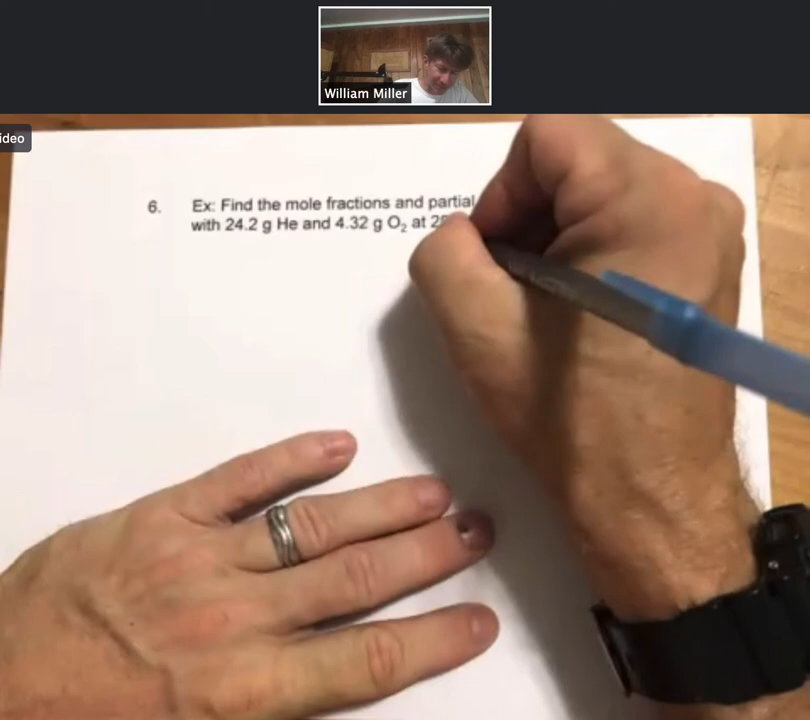 William Miller
ideo
6. Ex: Find the mole fractions and partial
with 24.2 g He and 4.32 g O₂ at